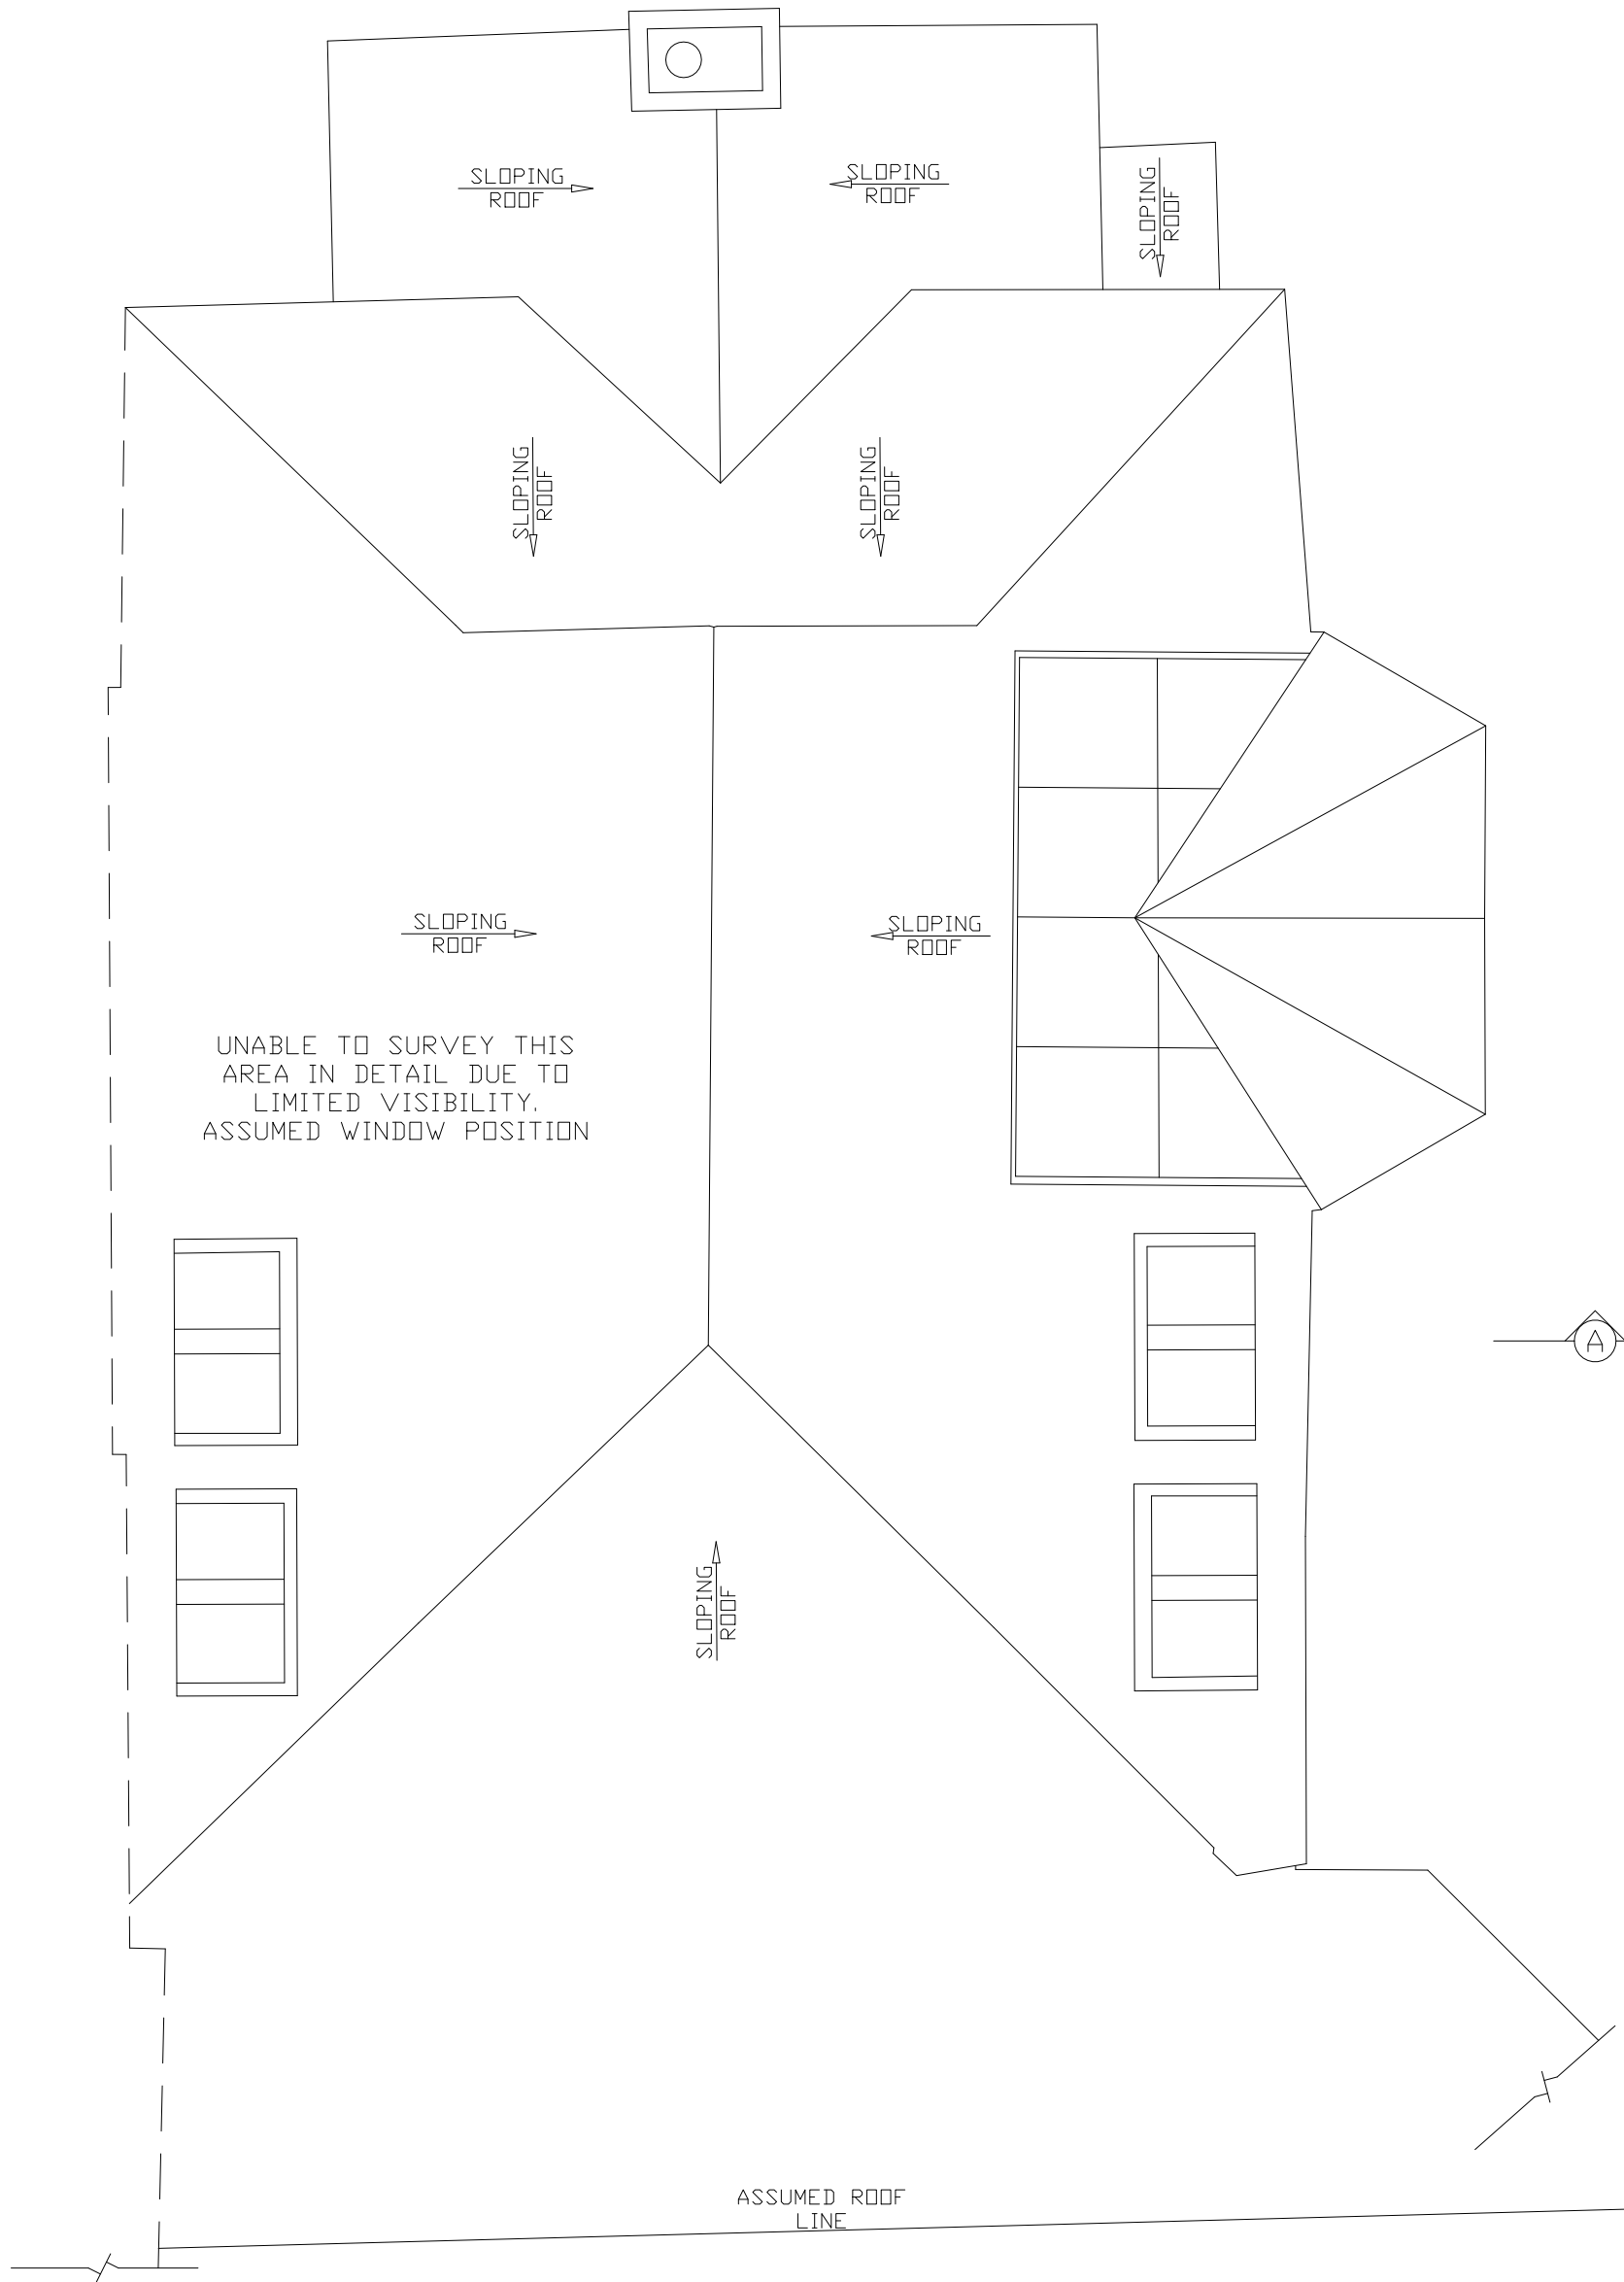 SLOPING
ROOF
SLOPING
ROOF
SLOPING
ROOF
SLOPING
ROOF
SLOPING
ROOF
SLOPING
ROOF
SLOPING
ROOF
UNABLE TO SURVEY THIS
AREA IN DETAIL DUE TO
LIMITED VISIBILITY.
ASSUMED WINDOW POSITION
A
SLOPING
ROOF
ASSUMED ROOF
LINE